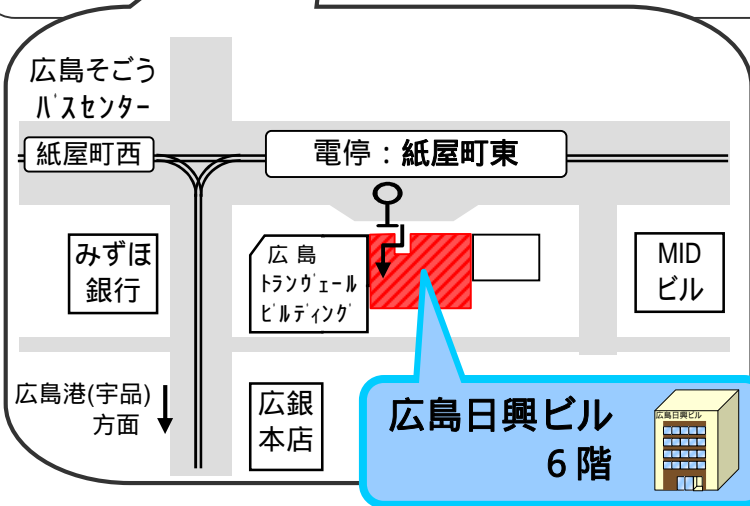 広島そごう
バスセンター
紙屋町西
電停：紙屋町東
みずほ
銀行
広 島
トランヴェール
ビルディング
MID
ビル
広島港(宇品)
方面
広銀
本店
広島日興ビル
６階
広島日興ビル